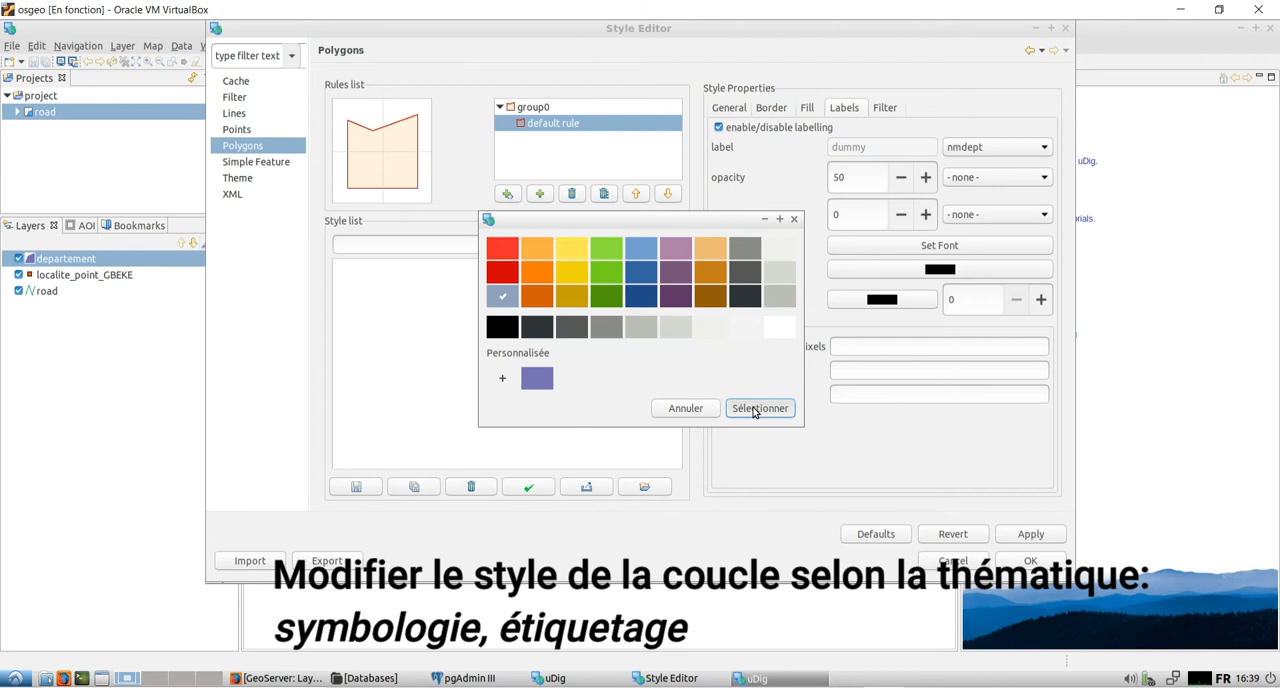 osgeo [En fonction] - Oracle VM VirtualBox
Style Editor
File Edit Navigation Layer Map Data
type filter text
Polygons
Projects
project
road
Cache
Filter
Lines
Points
Polygons
Simple Feature
Theme
XML
Rules list
group0
default rule
Style list
Style Properties
General Border Fill Labels Filter
enable/disable labelling
label dummy nmdept
opacity 50 - none -
0 - none -
Set Font
0
ixels
uDig.
rials.
Layers AOI Bookmarks
departement
localite_point_GBEKE
road
Personnalisée
+
Annuler Sélectionner
Defaults Revert Apply
Import Export Cancel OK
Modifier le style de la coucle selon la thématique:
symbologie, étiquetage
[GeoServer: Lay... [Databases] pgAdmin III uDig Style Editor uDig FR 16:39